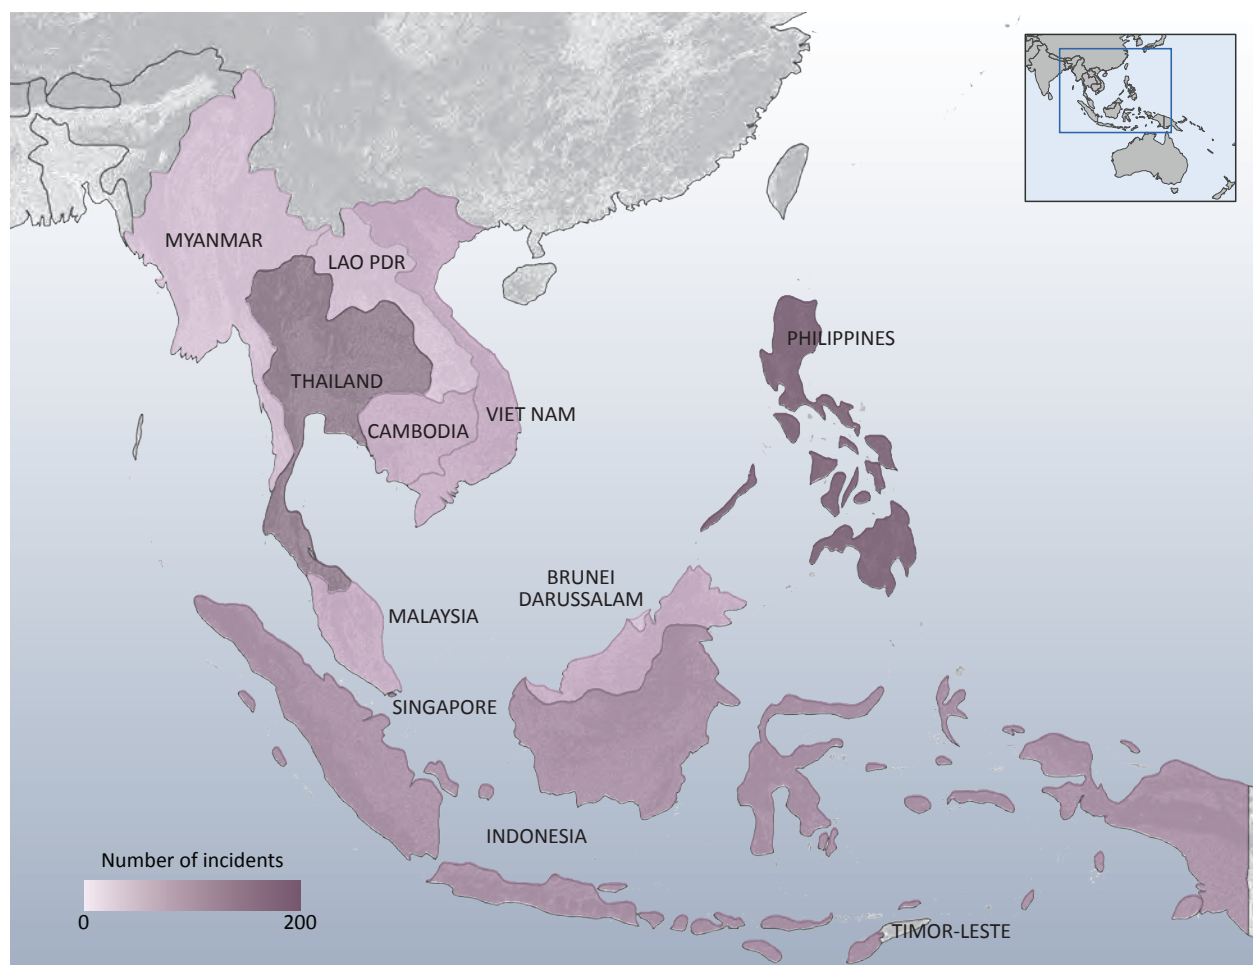 MYANMAR
LAO PDR
PHILIPPINES
THAILAND
VIET NAM
CAMBODIA
BRUNEI
DARUSSALAM
MALAYSIA
SINGAPORE
INDONESIA
Number of incidents
0 200
TIMOR-LESTE